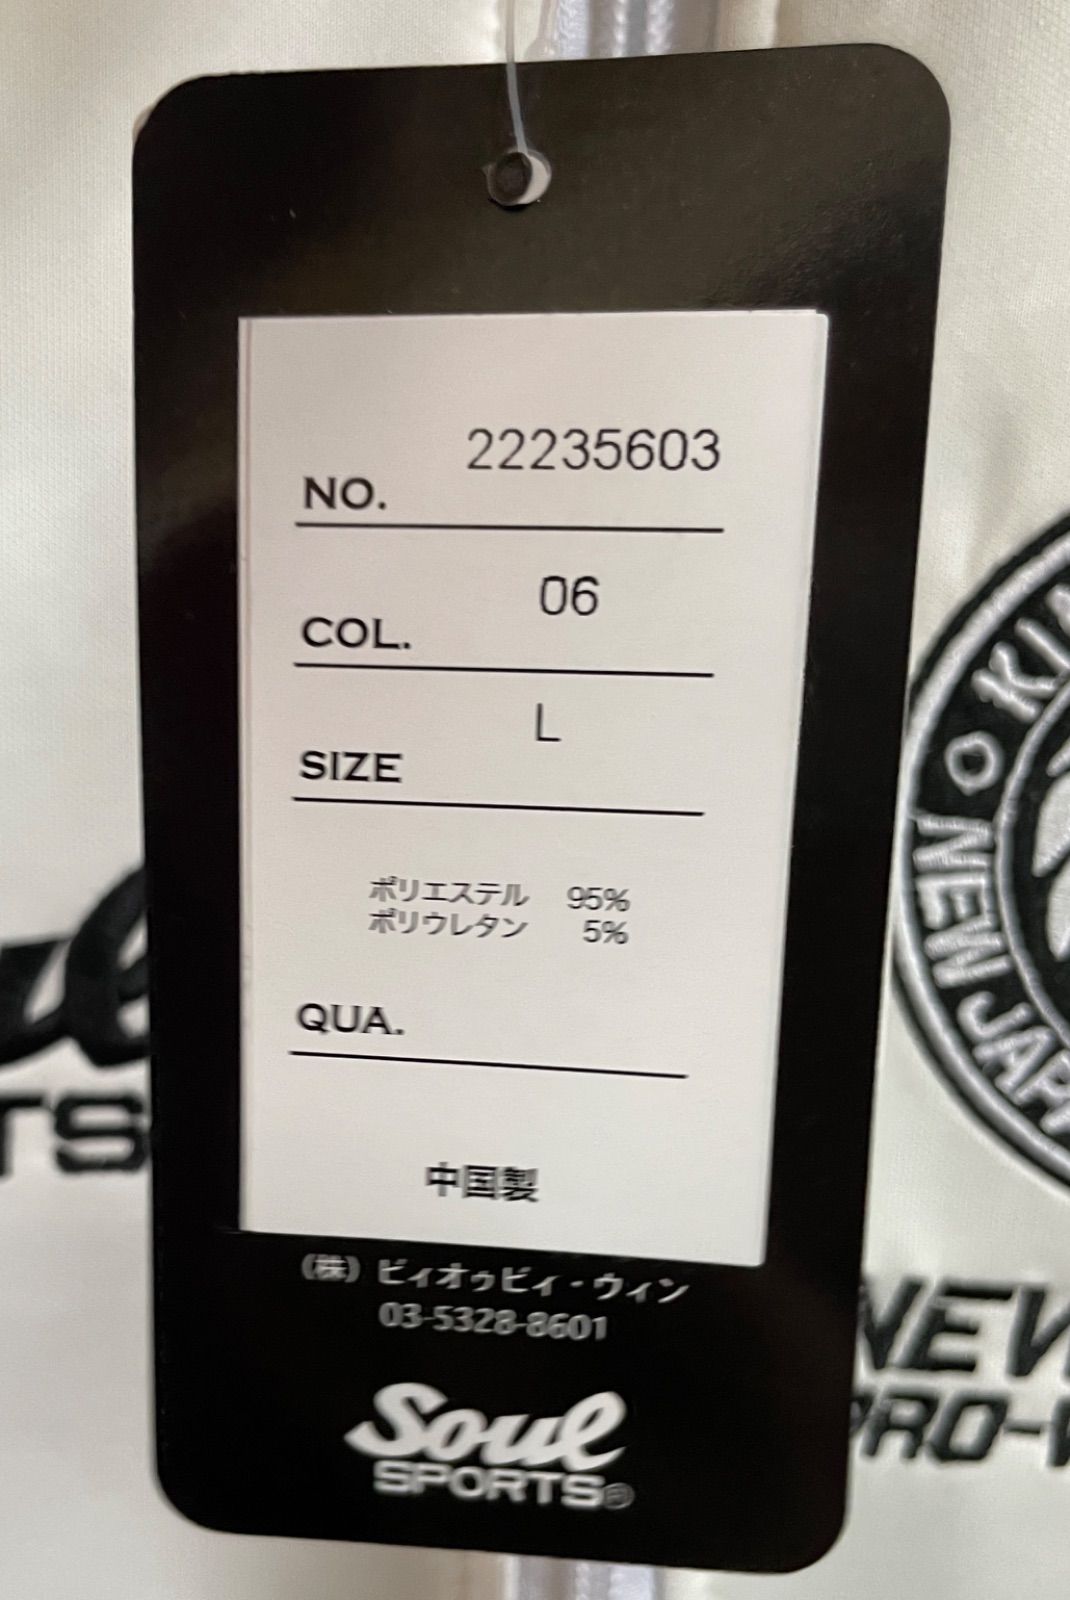 22235603
NO.
06
COL.
L
SIZE
ポリエステル 95%
ポリウレタン 5%
QUA.
中国製
(株) ビィオゥビィ・ウィン
03-5328-8601
Soul
SPORTS®
TS
NEW JAPA
NEW
PRO-